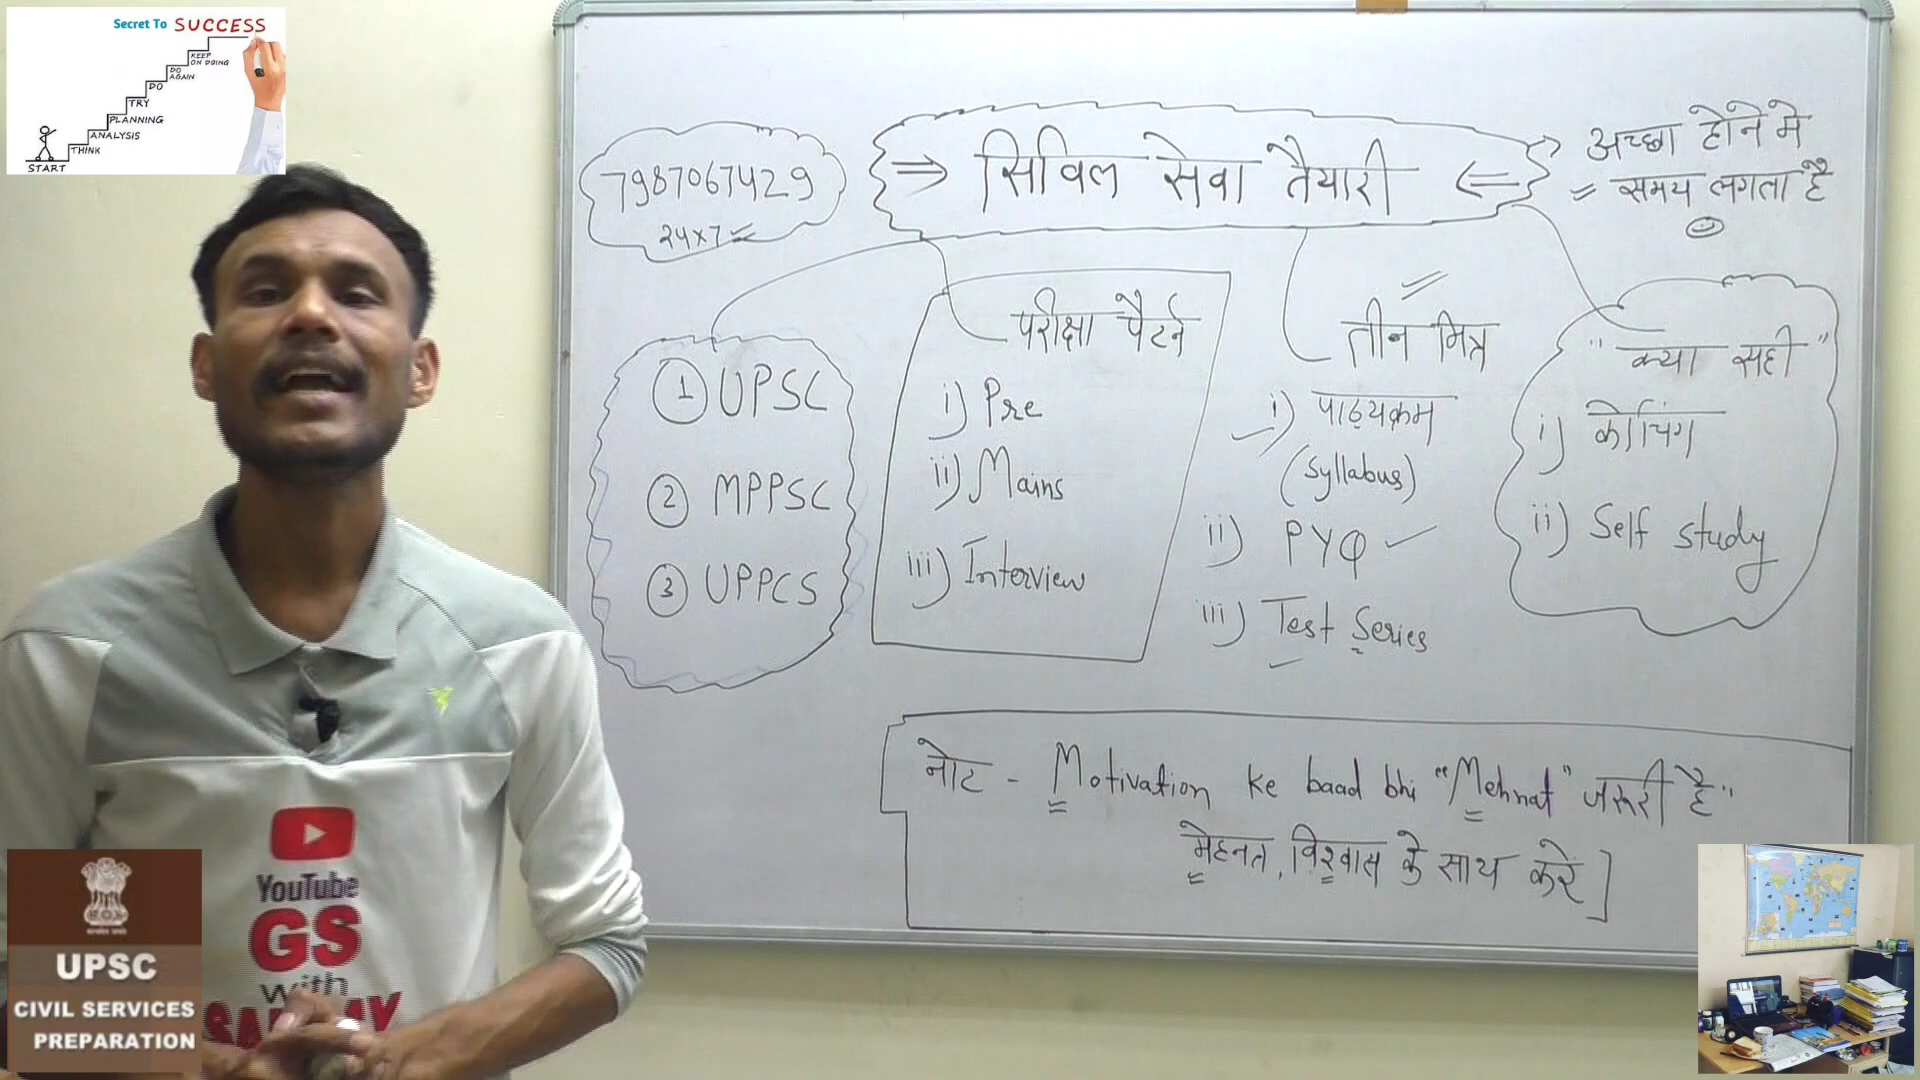 Secret To SUCCESS
KEEP
ON DOING
DO
AGAIN
DO
TRY
PLANNING
ANALYSIS
THINK
START
7987067429
24x7
⇒ सिविल सेवा तैयारी ⇐
अच्छा होने मे
= समय लगता है
① UPSC
② MPPSC
③ UPPCS
परीक्षा पैटर्न
i) Pre
ii) Mains
iii) Interview
तीन मित्र
i) पाठ्यक्रम
(Syllabus)
ii) PYQ ✓
iii) Test Series
"क्या सही"
i) कोचिंग
ii) Self study
नोट - Motivation ke baad bhi "Mehnat" जरूरी है"
मेहनत, विश्वास के साथ करें]
YouTube
GS
with
UPSC
CIVIL SERVICES
PREPARATION